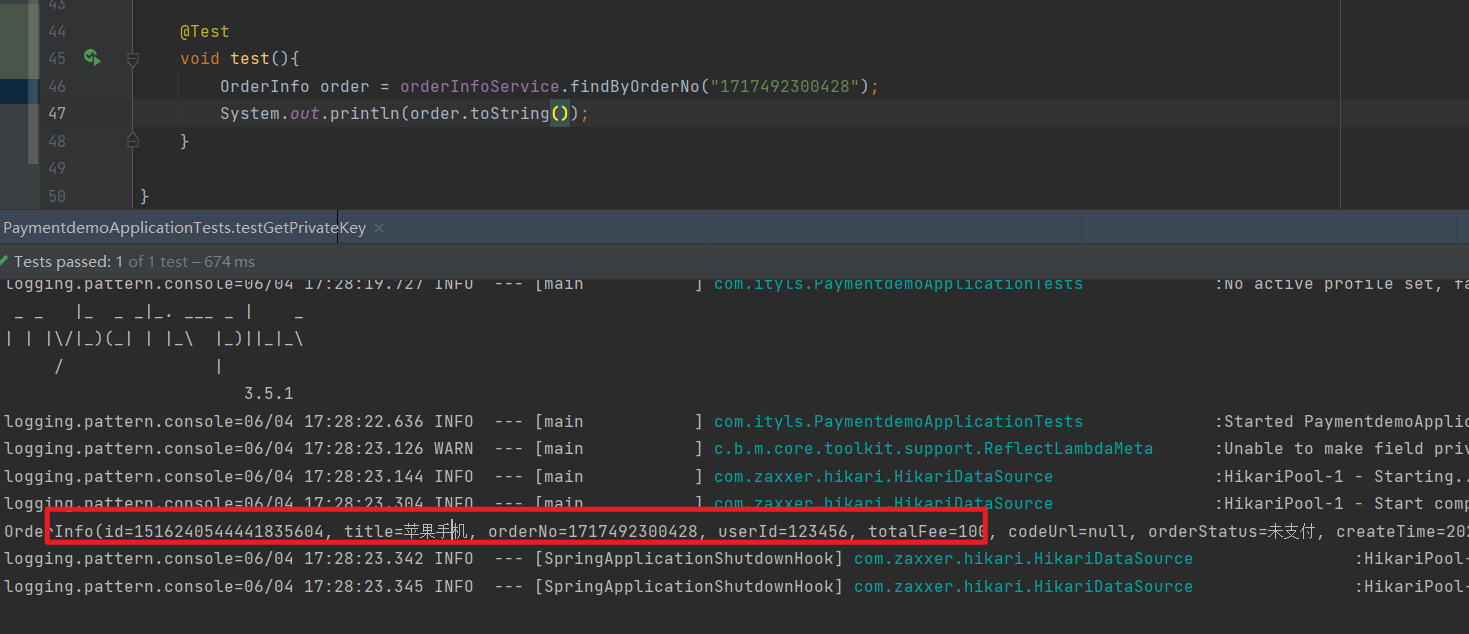 43
44 @Test
45 void test(){
46 OrderInfo order = orderInfoService.findByOrderNo("1717492300428");
47 System.out.println(order.toString());
48 }
49
50 }
PaymentdemoApplicationTests.testGetPrivateKey ×
Tests passed: 1 of 1 test – 674 ms
logging.pattern.console=06/04 17:28:19.727 INFO --- [main ] com.ityls.PaymentdemoApplicationTests :No active profile set, fa
_ _ |_ _ _|_. ___ _ | _
| | |\/|_)(_| | |_\ |_)||_|_\
/ |
3.5.1
logging.pattern.console=06/04 17:28:22.636 INFO --- [main ] com.ityls.PaymentdemoApplicationTests :Started PaymentdemoApplic
logging.pattern.console=06/04 17:28:23.126 WARN --- [main ] c.b.m.core.toolkit.support.ReflectLambdaMeta :Unable to make field priv
logging.pattern.console=06/04 17:28:23.144 INFO --- [main ] com.zaxxer.hikari.HikariDataSource :HikariPool-1 - Starting..
logging.pattern.console=06/04 17:28:23.304 INFO --- [main ] com.zaxxer.hikari.HikariDataSource :HikariPool-1 - Start comp
OrderInfo(id=1516240544441835604, title=苹果手机, orderNo=1717492300428, userId=123456, totalFee=100, codeUrl=null, orderStatus=未支付, createTime=202
logging.pattern.console=06/04 17:28:23.342 INFO --- [SpringApplicationShutdownHook] com.zaxxer.hikari.HikariDataSource :HikariPool-
logging.pattern.console=06/04 17:28:23.345 INFO --- [SpringApplicationShutdownHook] com.zaxxer.hikari.HikariDataSource :HikariPool-